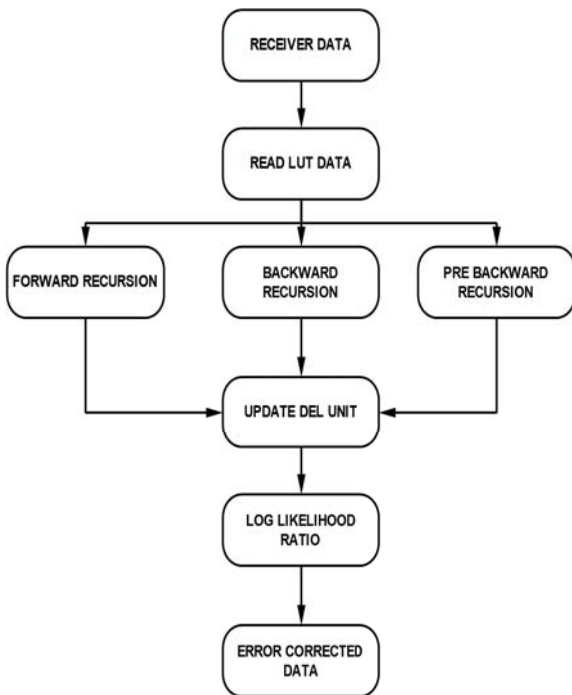 RECEIVER DATA
READ LUT DATA
FORWARD RECURSION
BACKWARD
RECURSION
PRE BACKWARD
RECURSION
UPDATE DEL UNIT
LOG LIKELIHOOD
RATIO
ERROR CORRECTED
DATA